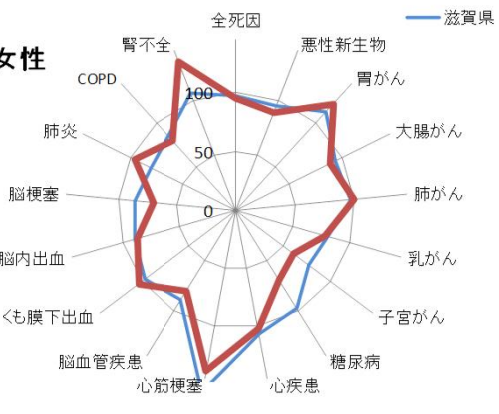 滋賀県
全死因
女性
腎不全
悪性新生物
COPD
胃がん
100
肺炎
大腸がん
50
脳梗塞
肺がん
0
脳内出血
乳がん
くも膜下出血
子宮がん
脳血管疾患
糖尿病
心筋梗塞
心疾患